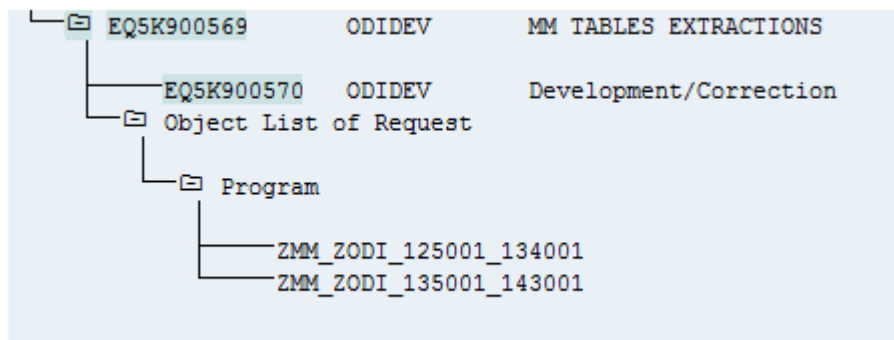 EQ5K900569 ODIDEV MM TABLES EXTRACTIONS
EQ5K900570 ODIDEV Development/Correction
Object List of Request
Program
ZMM_ZODI_125001_134001
ZMM_ZODI_135001_143001